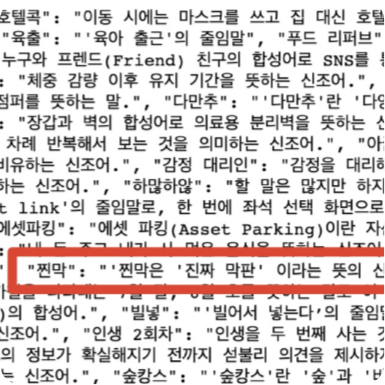 호텔콕": "이동 시에는 마스크를 쓰고 집 대신 호텔
"육출": "'육아 출근'의 줄임말", "푸드 리퍼브"
누구와 프렌드(Friend) 친구의 합성어로 SNS를 통
: "체중 감량 이후 유지 기간을 뜻하는 신조어.",
점퍼를 뜻하는 말.", "다만추": "'다만추'란 '다양
: "장갑과 벽의 합성어로 의료용 분리벽을 뜻하는 신
차례 반복해서 보는 것을 의미하는 신조어.", "아
비유하는 신조어.", "감정 대리인": "감정을 대리하
하는 신조어.", "하많하않": "할 말은 많지만 하지
t link'의 줄임말로, 한 번에 좌석 선택 화면으로
에셋파킹": "에셋 파킹(Asset Parking)이란 자산
"찐막": "'찐막은 '진짜 막판' 이라는 뜻의 신
)의 합성어.", "빌넣": "'빌어서 넣는다'의 줄임말
신조어.", "인생 2회차": "인생을 두 번째 사는 것
의 정보가 확실해지기 전까지 섣불리 의견을 제시하지
는 신조어.", "숲캉스": "'숲캉스'란 '숲'과 '바